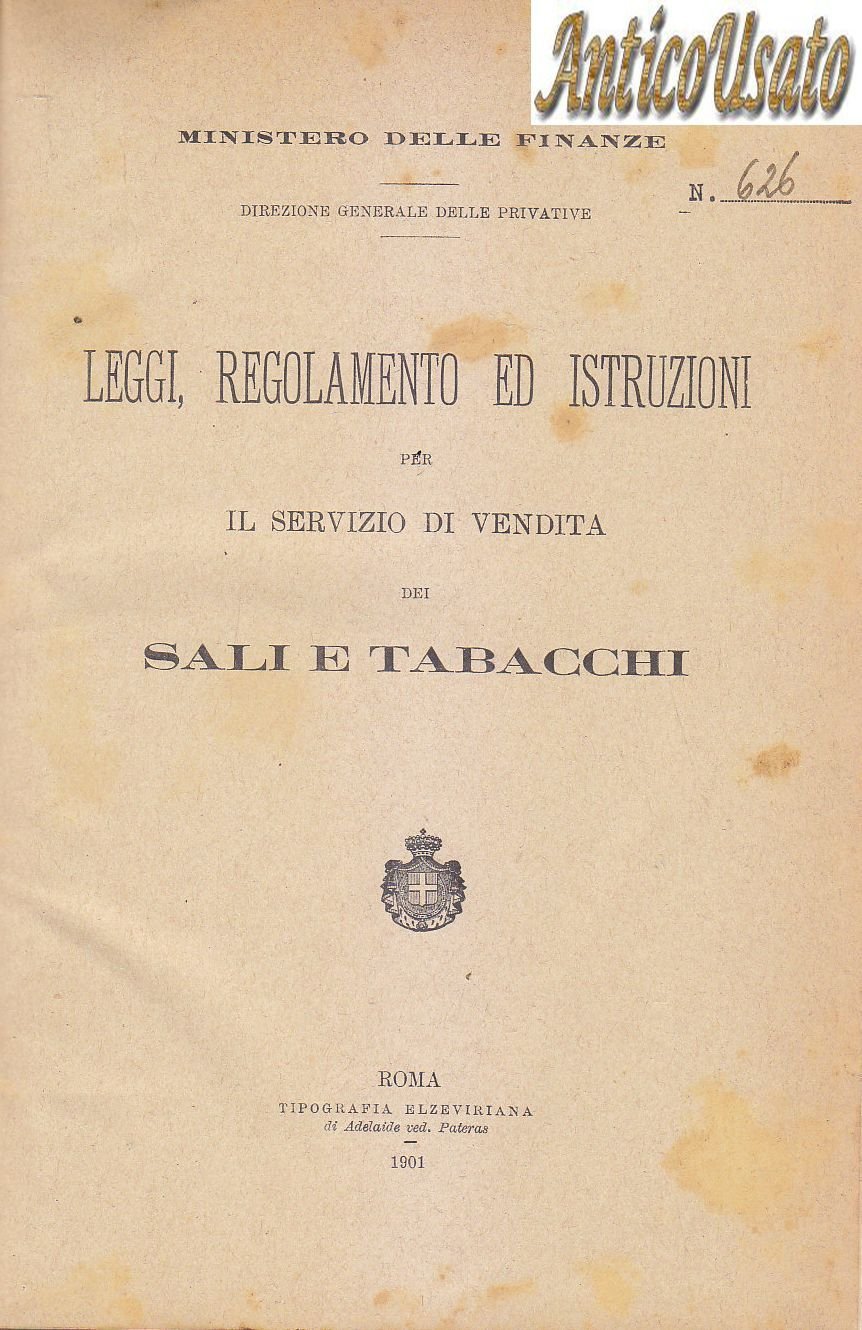 AnticoUsato
MINISTERO DELLE FINANZE
N. 626
DIREZIONE GENERALE DELLE PRIVATIVE
LEGGI, REGOLAMENTO ED ISTRUZIONI
PER
IL SERVIZIO DI VENDITA
DEI
SALI E TABACCHI
ROMA
TIPOGRAFIA ELZEVIRIANA
di Adelaide ved. Pateras
1901